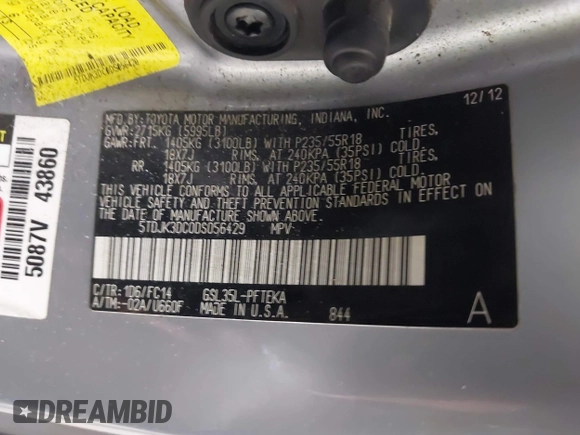 LOAD
CAPACITY
MFD. BY: TOYOTA MOTOR MANUFACTURING, INDIANA, INC. 12/12
GVWR: 2715KG (5995LB)
GAWR: FRT. 1405KG (3100LB) WITH P235/55R18 TIRES,
18X7J RIMS, AT 240KPA (35PSI) COLD.
RR. 1405KG (3100LB) WITH P235/55R18 TIRES,
18X7J RIMS, AT 240KPA (35PSI) COLD.
THIS VEHICLE CONFORMS TO ALL APPLICABLE FEDERAL MOTOR
VEHICLE SAFETY AND THEFT PREVENTION STANDARDS IN EFFECT ON
THE DATE OF MANUFACTURE SHOWN ABOVE.
5TDJK3DC0DS056429 MPV
C/TR: 1D6/FC14 GSL35L-PFTEKA
A/TM: -02A/U660F MADE IN U.S.A. 844 A
5087V 43860
DREAMBID